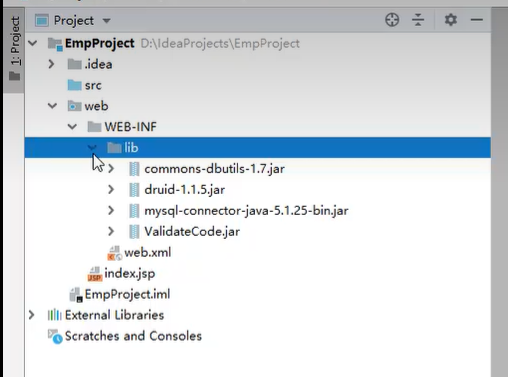 1: Project
Project
EmpProject D:\IdeaProjects\EmpProject
.idea
src
web
WEB-INF
lib
commons-dbutils-1.7.jar
druid-1.1.5.jar
mysql-connector-java-5.1.25-bin.jar
ValidateCode.jar
web.xml
index.jsp
EmpProject.iml
External Libraries
Scratches and Consoles